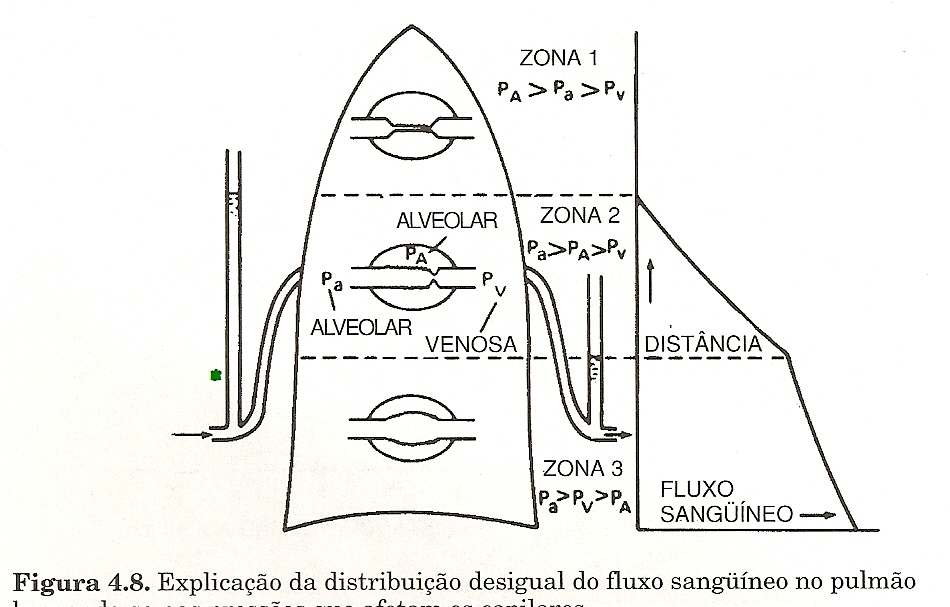 ZONA 1
PA > Pa > Pv
ZONA 2
Pa>PA>Pv
ALVEOLAR
PA
Pa
Pv
ALVEOLAR
VENOSA
DISTÂNCIA
ZONA 3
Pa>Pv>PA
FLUXO
SANGÜÍNEO
Figura 4.8. Explicação da distribuição desigual do fluxo sangüíneo no pulmão